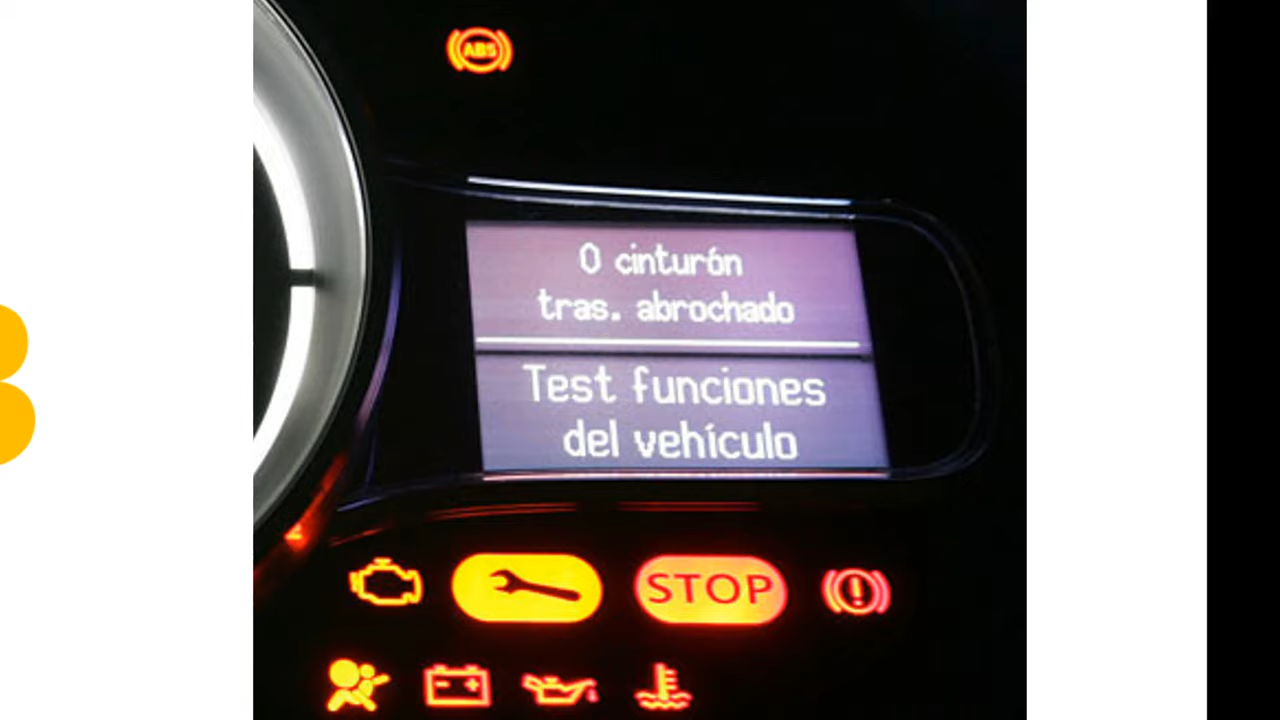 ABS
0 cinturón
tras. abrochado
Test funciones
del vehículo
STOP